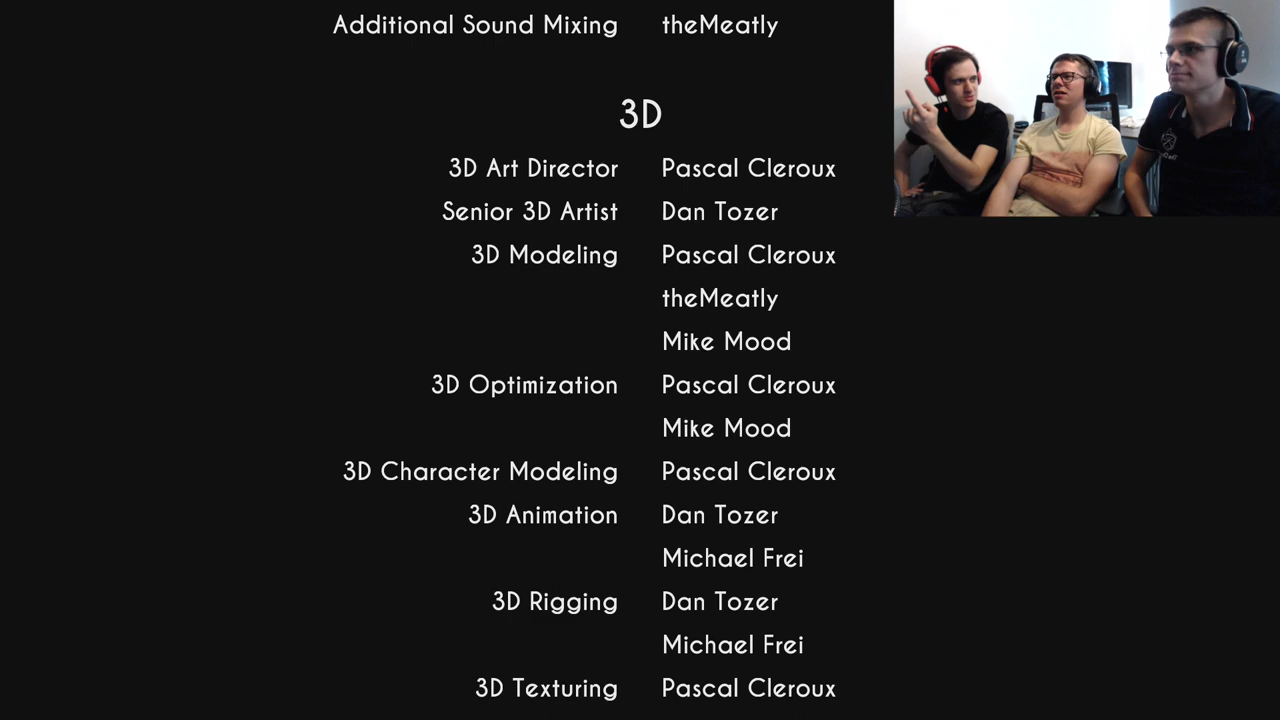 Additional Sound Mixing theMeatly
3D
3D Art Director Pascal Cleroux
Senior 3D Artist Dan Tozer
3D Modeling Pascal Cleroux
theMeatly
Mike Mood
3D Optimization Pascal Cleroux
Mike Mood
3D Character Modeling Pascal Cleroux
3D Animation Dan Tozer
Michael Frei
3D Rigging Dan Tozer
Michael Frei
3D Texturing Pascal Cleroux